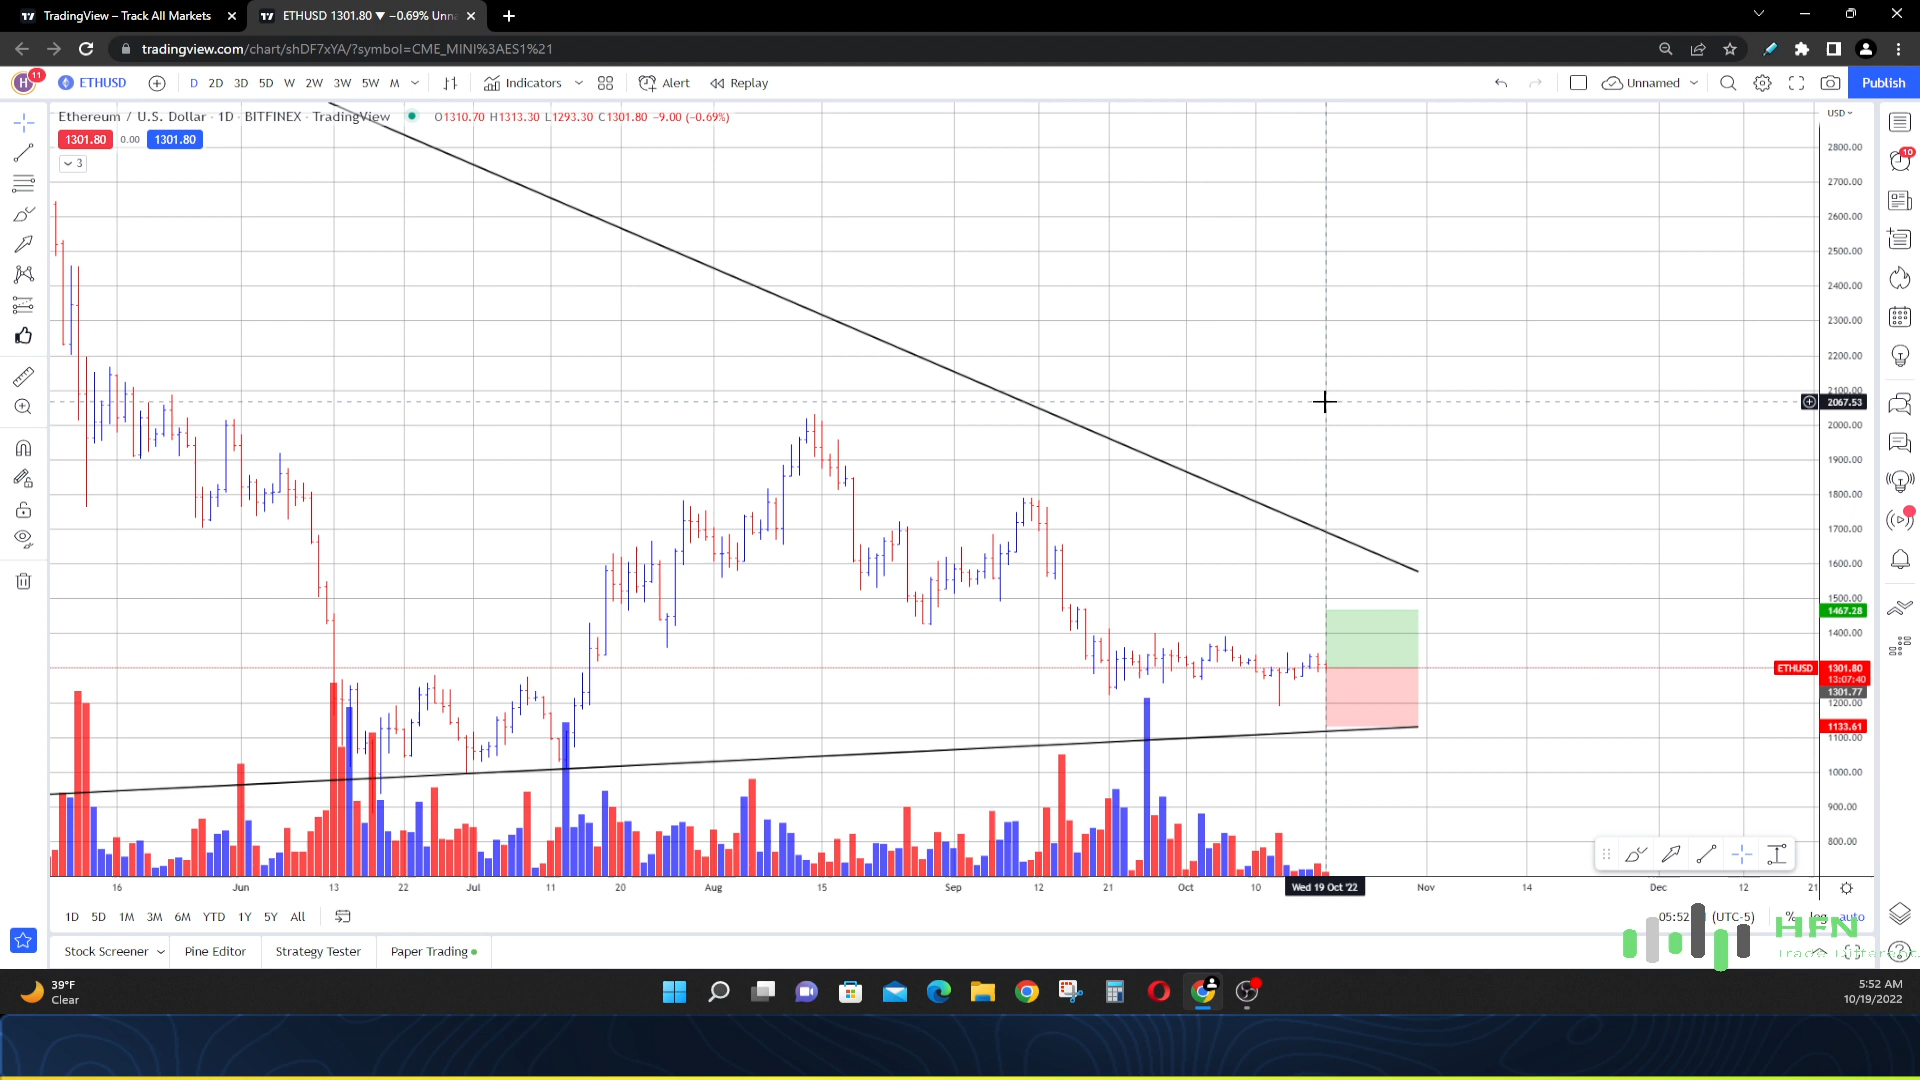 TradingView – Track All Markets
ETHUSD 1301.80 ▼ −0.69% Unna
tradingview.com/chart/shDF7xYA/?symbol=CME_MINI%3AES1%21
H 11 ETHUSD D 2D 3D 5D W 2W 3W 5W M Indicators Alert Replay Unnamed Publish
Ethereum / U.S. Dollar · 1D · BITFINEX · TradingView O1310.70 H1313.30 L1293.30 C1301.80 −9.00 (−0.69%)
1301.80 0.00 1301.80
3
USD
2800.00
2700.00
2600.00
2500.00
2400.00
2300.00
2200.00
2100.00
2067.53
2000.00
1900.00
1800.00
1700.00
1600.00
1500.00
1467.28
1400.00
ETHUSD 1301.80
13:07:40
1301.77
1200.00
1133.61
1100.00
1000.00
900.00
800.00
10
16 Jun 13 22 Jul 11 20 Aug 15 Sep 12 21 Oct 10 Wed 19 Oct '22 Nov 14 Dec 12 21
1D 5D 1M 3M 6M YTD 1Y 5Y All 05:52 (UTC-5) % log auto
HFN
Stock Screener Pine Editor Strategy Tester Paper Trading
39°F
Clear
5:52 AM
10/19/2022